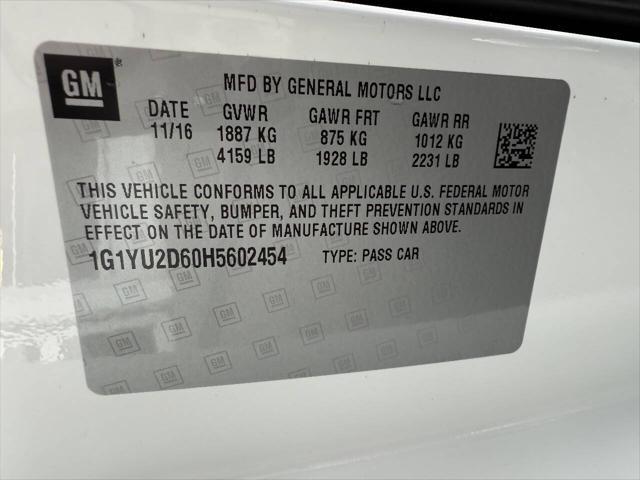 GM
MFD BY GENERAL MOTORS LLC
DATE GVWR GAWR FRT GAWR RR
11/16 1887 KG 875 KG 1012 KG
4159 LB 1928 LB 2231 LB
THIS VEHICLE CONFORMS TO ALL APPLICABLE U.S. FEDERAL MOTOR
VEHICLE SAFETY, BUMPER, AND THEFT PREVENTION STANDARDS IN
EFFECT ON THE DATE OF MANUFACTURE SHOWN ABOVE.
1G1YU2D60H5602454 TYPE: PASS CAR